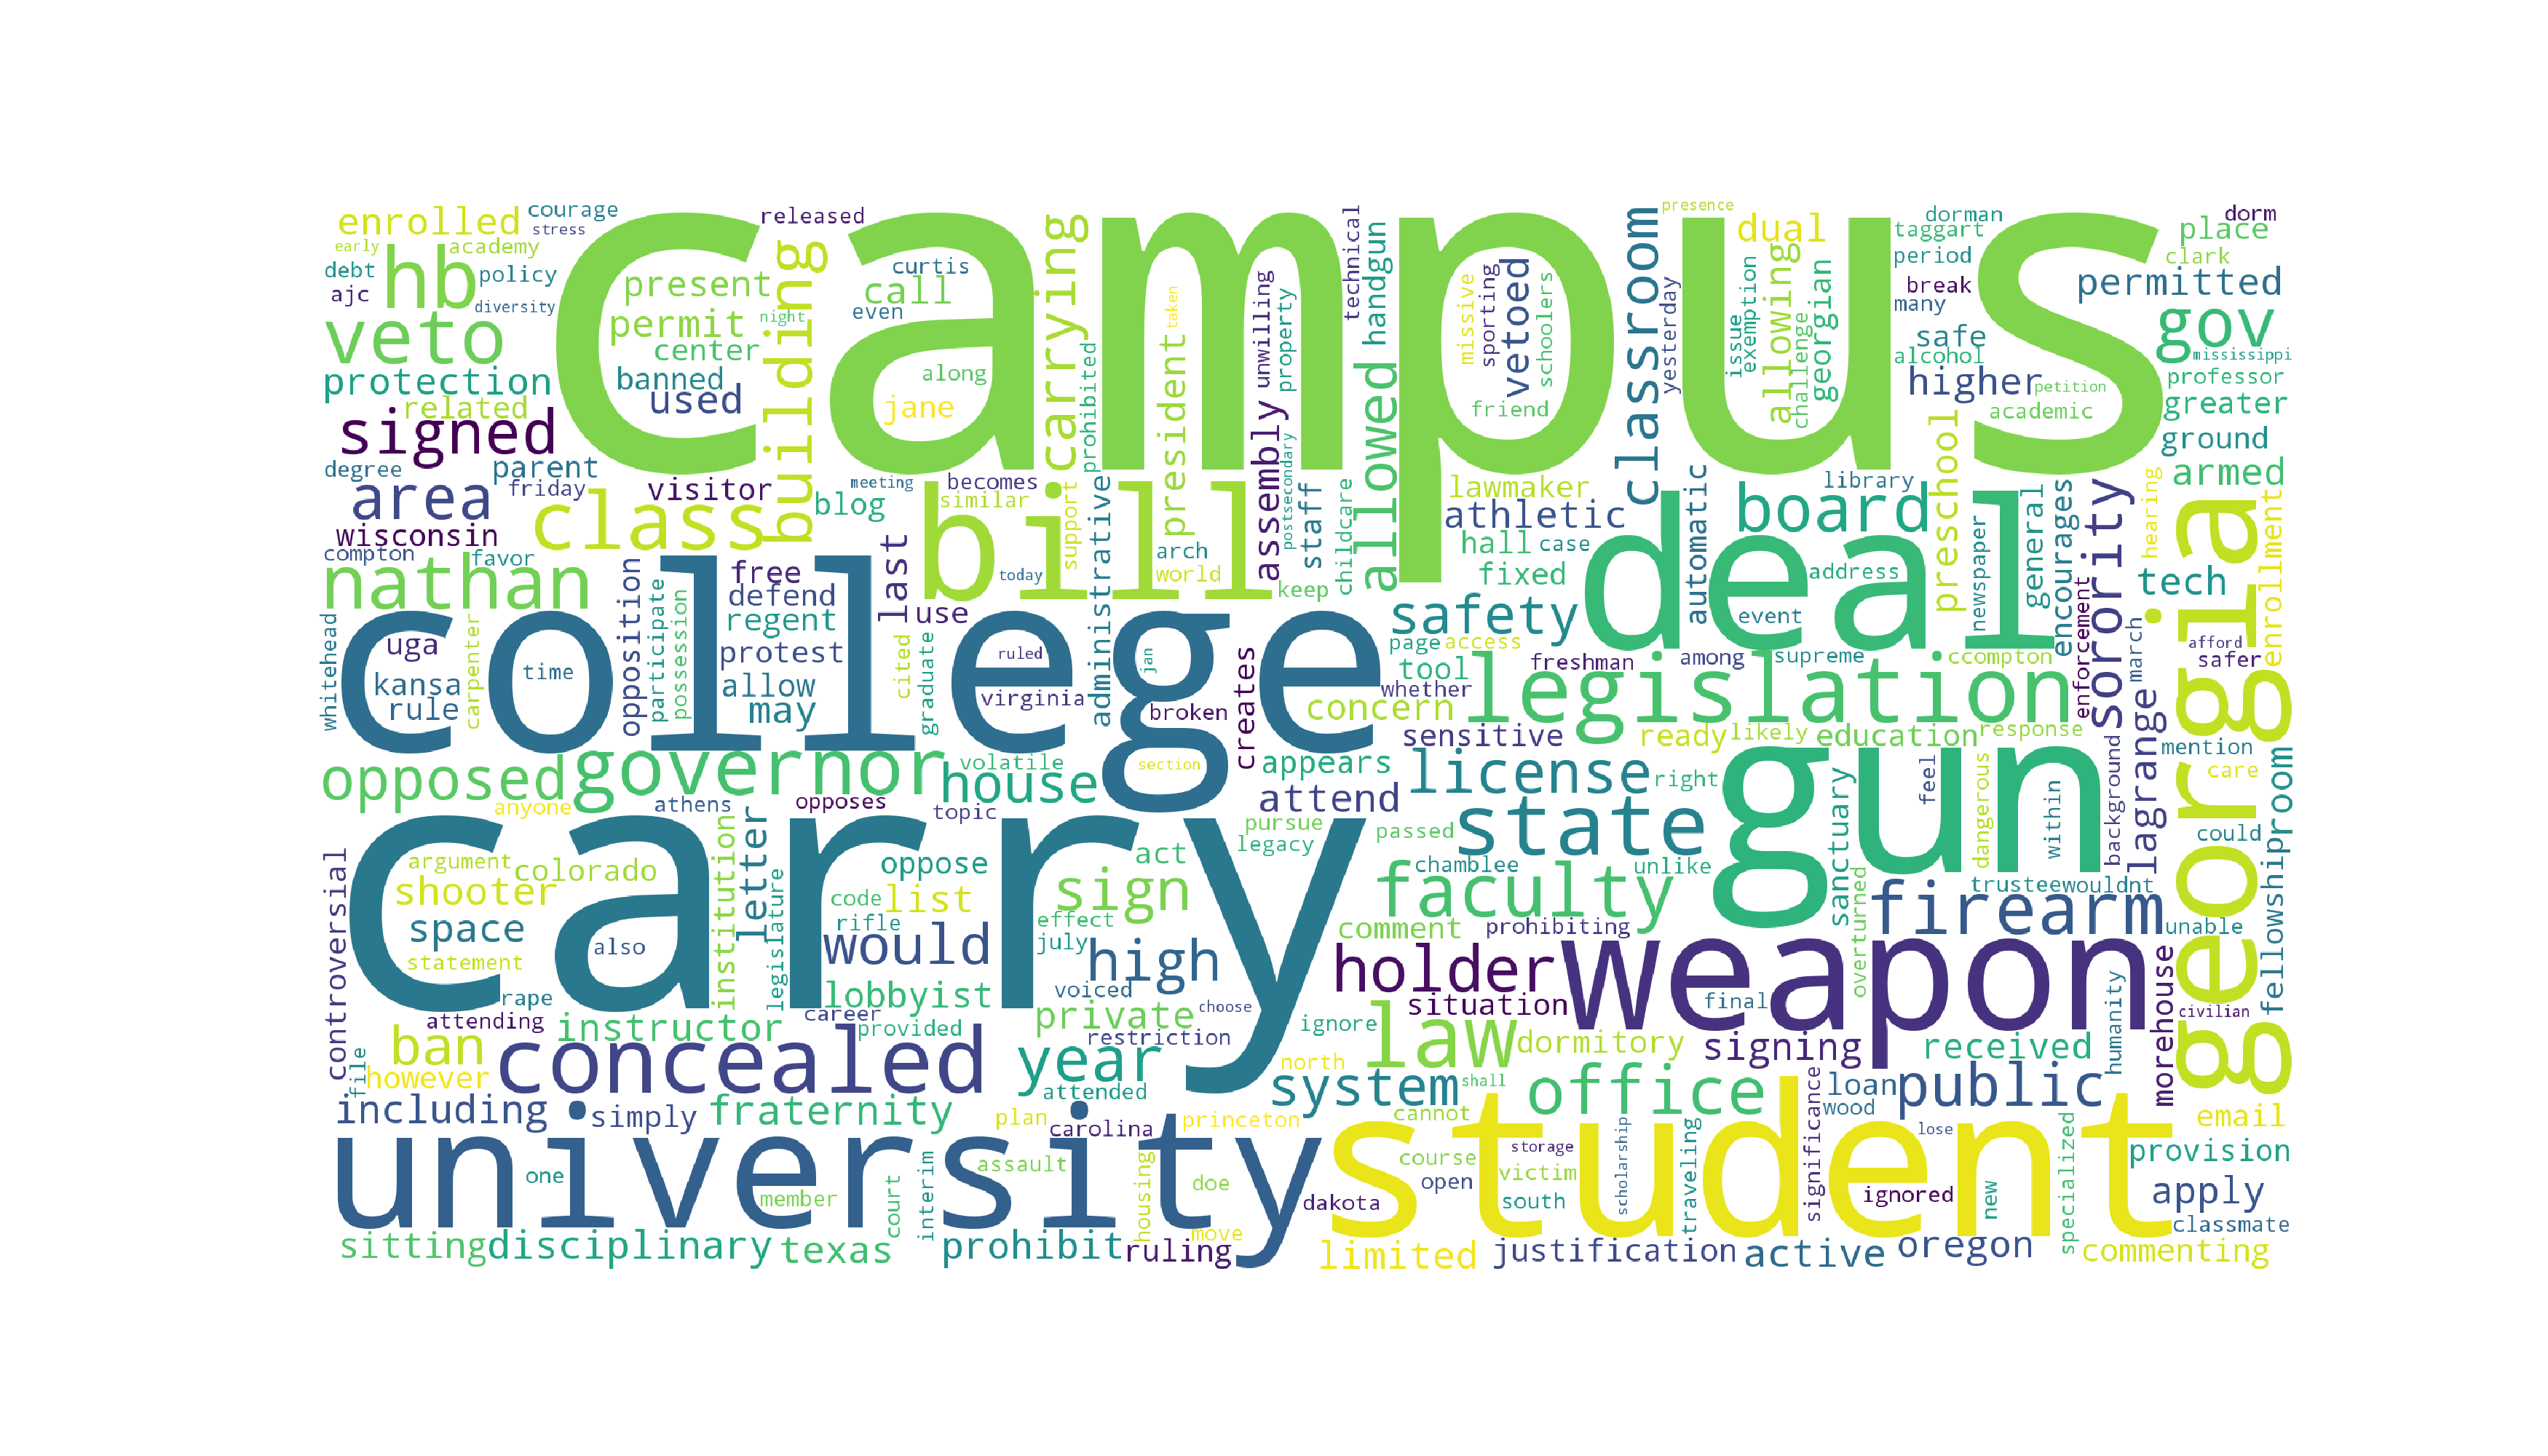 campus
carry
college
gun
deal
bill
university
student
weapon
georgia
concealed
legislation
state
law
governor
nathan
veto
hb
gov
class
signed
area
building
carrying
allowed
classroom
board
faculty
firearm
holder
office
public
license
safety
house
opposed
year
system
sign
high
would
ban
enrolled
courage
stress
released
early
academy
debt
policy
ajc
diversity
present
permit
night
center
protection
banned
used
related
curtis
call
even
along
jane
degree
parent
friday
visitor
wisconsin
blog
meeting
becomes
similar
compton
favor
support
president
taken
prohibited
assembly
unwilling
property
technical
handgun
missive
sporting
vetoed
schoolers
friend
presence
yesterday
dual
issue
exemption
allowing
challenge
georgian
dorman
taggart
period
break
many
safe
alcohol
higher
petition
academic
dorm
place
clark
permitted
mississippi
professor
greater
ground
armed
preschool
library
lawmaker
athletic
hall
case
fixed
automatic
address
event
newspaper
general
encourages
sorority
hearing
enrollment
tech
afford
safer
march
enforcement
staff
postsecondary
childcare
keep
arch
world
today
last
use
free
defend
regent
protest
allow
may
opposition
participate
possession
whitehead
uga
kansa
rule
carpenter
time
cited
graduate
ruled
virginia
administrative
jan
broken
creates
page
access
tool
freshman
among
supreme
ccompton
whether
concern
sensitive
ready
likely
education
response
lagrange
mention
care
room
background
feel
sanctuary
dangerous
within
could
fellowship
right
appears
attend
section
volatile
anyone
athens
opposes
topic
pursue
legacy
passed
chamblee
unlike
act
argument
colorado
shooter
space
statement
also
rape
controversial
institution
letter
legislature
oppose
code
list
rifle
effect
july
voiced
lobbyist
career
provided
private
choose
restriction
comment
prohibiting
situation
final
overturned
trustee
wouldnt
unable
humanity
morehouse
civilian
attending
instructor
file
however
including
simply
fraternity
attended
north
ignore
shall
dormitory
signing
received
loan
wood
significance
cannot
email
provision
apply
classmate
commenting
specialized
lose
new
ignored
traveling
scholarship
storage
victim
south
course
open
dakota
princeton
carolina
plan
assault
doe
housing
move
ruling
prohibit
interim
court
member
one
sitting
disciplinary
texas
limited
justification
active
oregon